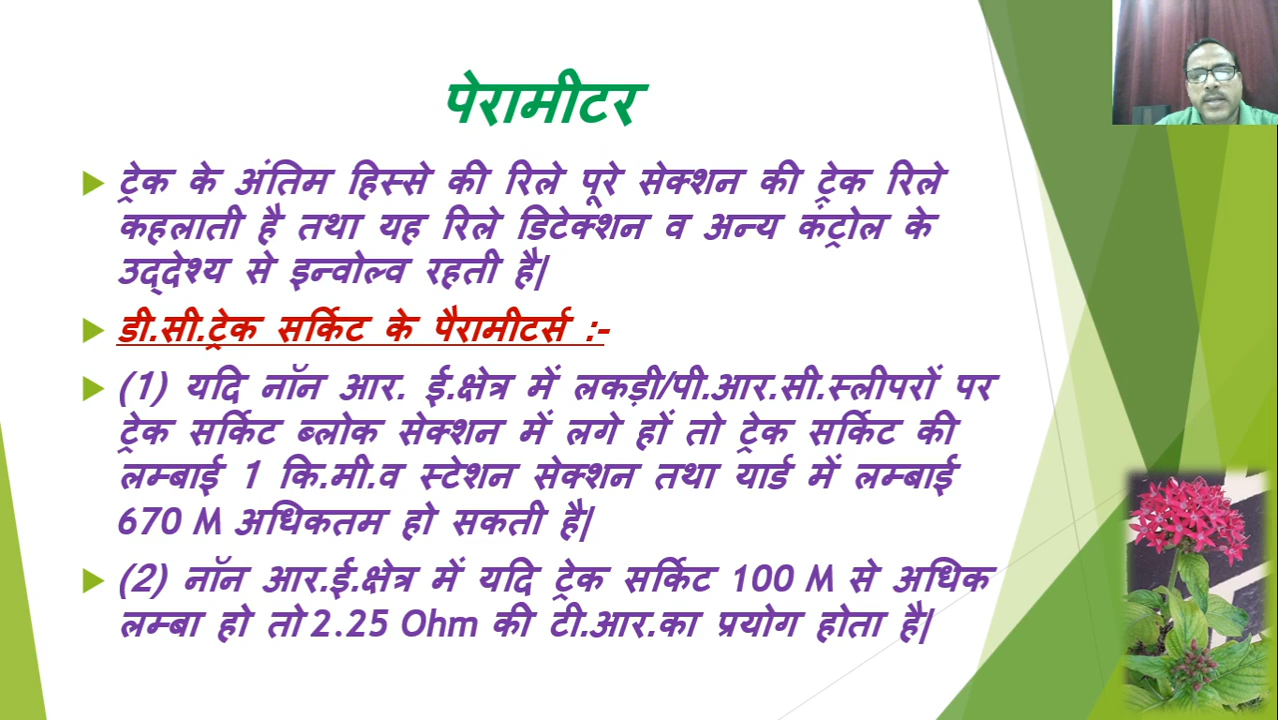 पेरामीटर
ट्रेक के अंतिम हिस्से की रिले पूरे सेक्शन की ट्रेक रिले
कहलाती है तथा यह रिले डिटेक्शन व अन्य कंट्रोल के
उद्देश्य से इन्वोल्व रहती है|
डी.सी.ट्रेक सर्किट के पैरामीटर्स :-
(1) यदि नॉन आर. ई.क्षेत्र में लकड़ी/पी.आर.सी.स्लीपरों पर
ट्रेक सर्किट ब्लोक सेक्शन में लगे हों तो ट्रेक सर्किट की
लम्बाई 1 कि.मी.व स्टेशन सेक्शन तथा यार्ड में लम्बाई
670 M अधिकतम हो सकती है|
(2) नॉन आर.ई.क्षेत्र में यदि ट्रेक सर्किट 100 M से अधिक
लम्बा हो तो 2.25 Ohm की टी.आर.का प्रयोग होता है|